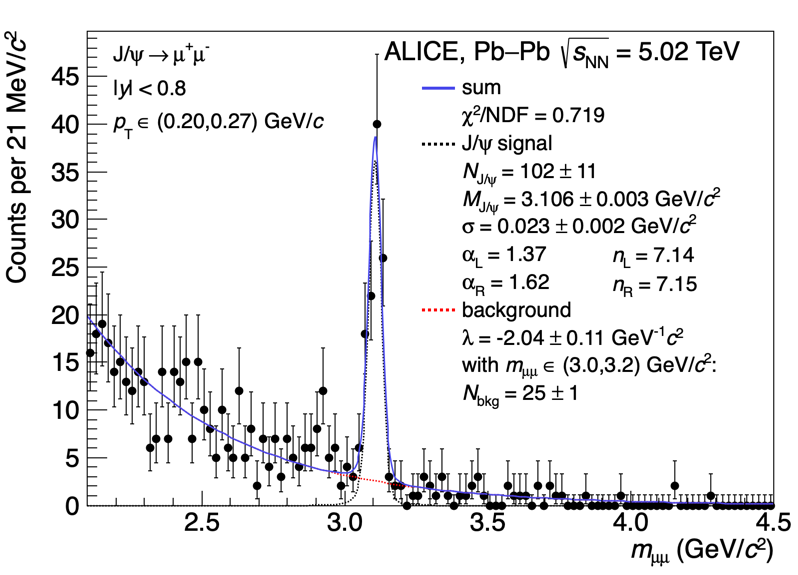 J/ψ → μ⁺μ⁻
|y| < 0.8
p_T ∈ (0.20,0.27) GeV/c
ALICE, Pb–Pb √s_NN = 5.02 TeV
sum
χ²/NDF = 0.719
J/ψ signal
N_J/ψ = 102 ± 11
M_J/ψ = 3.106 ± 0.003 GeV/c²
σ = 0.023 ± 0.002 GeV/c²
α_L = 1.37 n_L = 7.14
α_R = 1.62 n_R = 7.15
background
λ = -2.04 ± 0.11 GeV⁻¹c²
with m_μμ ∈ (3.0,3.2) GeV/c²:
N_bkg = 25 ± 1
Counts per 21 MeV/c²
45
40
35
30
25
20
15
10
5
0
2.5 3.0 3.5 4.0 4.5
m_μμ (GeV/c²)